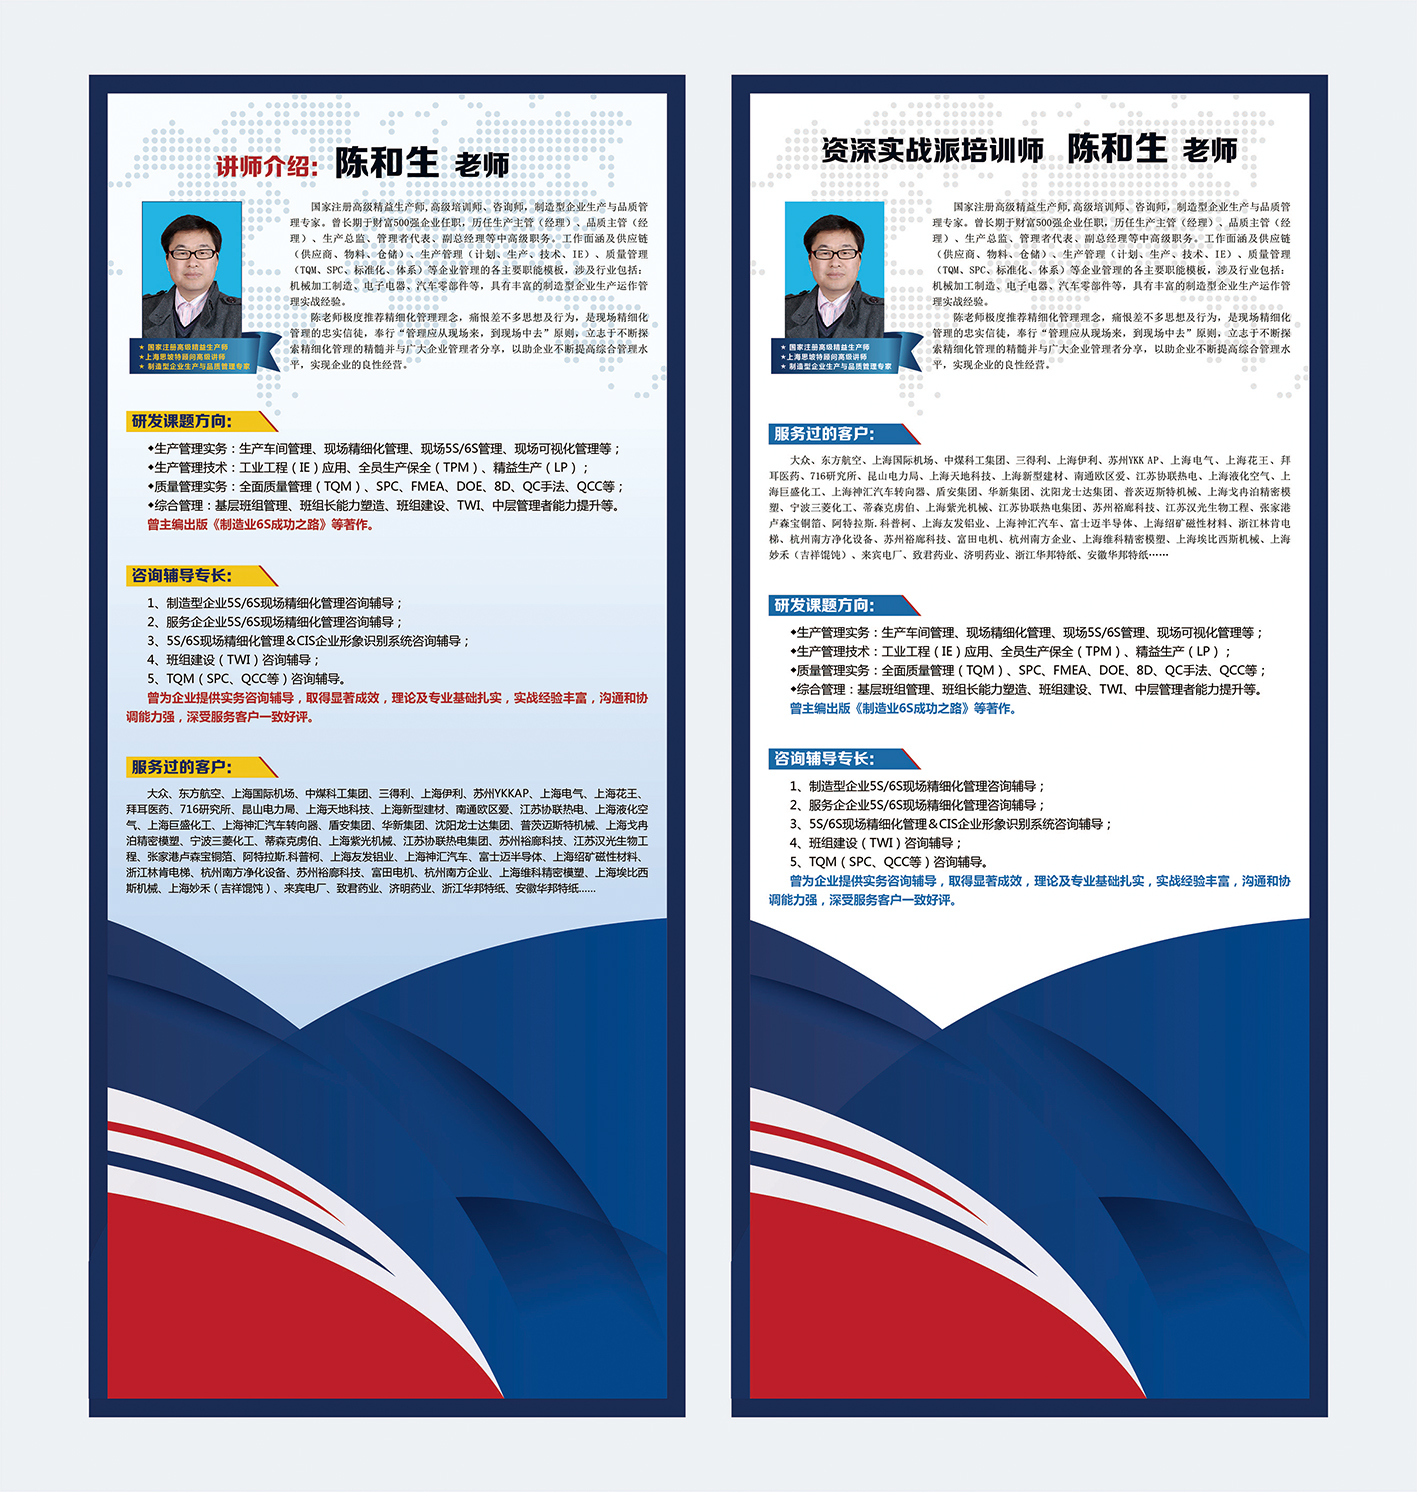 讲师介绍: 陈和生 老师
国家注册高级精益生产师,高级培训师、咨询师，制造型企业生产与品质管
理专家。曾长期于财富500强企业任职，历任生产主管（经理）、品质主管（经
理）、生产总监、管理者代表、副总经理等中高级职务。工作面涵及供应链
（供应商、物料、仓储）、生产管理（计划、生产、技术、IE）、质量管理
（TQM、SPC、标准化、体系）等企业管理的各主要职能模板，涉及行业包括：
机械加工制造、电子电器、汽车零部件等，具有丰富的制造型企业生产运作管
理实战经验。
陈老师极度推荐精细化管理理念，痛恨差不多思想及行为，是现场精细化
管理的忠实信徒，奉行“管理应从现场来，到现场中去”原则，立志于不断探
索精细化管理的精髓并与广大企业管理者分享，以助企业不断提高综合管理水
平，实现企业的良性经营。
★ 国家注册高级精益生产师
★上海思坡特顾问高级讲师
★ 制造型企业生产与品质管理专家
研发课题方向:
◆生产管理实务：生产车间管理、现场精细化管理、现场5S/6S管理、现场可视化管理等；
◆生产管理技术：工业工程（IE）应用、全员生产保全（TPM）、精益生产（LP）；
◆质量管理实务：全面质量管理（TQM）、SPC、FMEA、DOE、8D、QC手法、QCC等；
◆综合管理：基层班组管理、班组长能力塑造、班组建设、TWI、中层管理者能力提升等。
曾主编出版《制造业6S成功之路》等著作。
咨询辅导专长:
1、制造型企业5S/6S现场精细化管理咨询辅导；
2、服务企企业5S/6S现场精细化管理咨询辅导；
3、5S/6S现场精细化管理＆CIS企业形象识别系统咨询辅导；
4、班组建设（TWI）咨询辅导；
5、TQM（SPC、QCC等）咨询辅导。
曾为企业提供实务咨询辅导，取得显著成效，理论及专业基础扎实，实战经验丰富，沟通和协
调能力强，深受服务客户一致好评。
服务过的客户:
大众、东方航空、上海国际机场、中煤科工集团、三得利、上海伊利、苏州YKKAP、上海电气、上海花王、
拜耳医药、716研究所、昆山电力局、上海天地科技、上海新型建材、南通欧区爱、江苏协联热电、上海液化空
气、上海巨盛化工、上海神汇汽车转向器、盾安集团、华新集团、沈阳龙士达集团、普茨迈斯特机械、上海戈冉
泊精密模塑、宁波三菱化工、蒂森克虏伯、上海紫光机械、江苏协联热电集团、苏州裕廊科技、江苏汉光生物工
程、张家港卢森宝铜箔、阿特拉斯.科普柯、上海友发铝业、上海神汇汽车、富士迈半导体、上海绍矿磁性材料、
浙江林肯电梯、杭州南方净化设备、苏州裕廊科技、富田电机、杭州南方企业、上海维科精密模塑、上海埃比西
斯机械、上海妙禾（吉祥馄饨）、来宾电厂、致君药业、济明药业、浙江华邦特纸、安徽华邦特纸......
资深实战派培训师 陈和生 老师
国家注册高级精益生产师,高级培训师、咨询师，制造型企业生产与品质管
理专家。曾长期于财富500强企业任职，历任生产主管（经理）、品质主管（经
理）、生产总监、管理者代表、副总经理等中高级职务。工作面涵及供应链
（供应商、物料、仓储）、生产管理（计划、生产、技术、IE）、质量管理
（TQM、SPC、标准化、体系）等企业管理的各主要职能模板，涉及行业包括：
机械加工制造、电子电器、汽车零部件等，具有丰富的制造型企业生产运作管
理实战经验。
陈老师极度推荐精细化管理理念，痛恨差不多思想及行为，是现场精细化
管理的忠实信徒，奉行“管理应从现场来，到现场中去”原则，立志于不断探
索精细化管理的精髓并与广大企业管理者分享，以助企业不断提高综合管理水
平，实现企业的良性经营。
★ 国家注册高级精益生产师
★上海思坡特顾问高级讲师
★ 制造型企业生产与品质管理专家
服务过的客户:
大众、东方航空、上海国际机场、中煤科工集团、三得利、上海伊利、苏州YKK AP、上海电气、上海花王、拜
耳医药、716研究所、昆山电力局、上海天地科技、上海新型建材、南通欧区爱、江苏协联热电、上海液化空气、上
海巨盛化工、上海神汇汽车转向器、盾安集团、华新集团、沈阳龙士达集团、普茨迈斯特机械、上海戈冉泊精密模
塑、宁波三菱化工、蒂森克虏伯、上海紫光机械、江苏协联热电集团、苏州裕廊科技、江苏汉光生物工程、张家港
卢森宝铜箔、阿特拉斯.科普柯、上海友发铝业、上海神汇汽车、富士迈半导体、上海绍矿磁性材料、浙江林肯电
梯、杭州南方净化设备、苏州裕廊科技、富田电机、杭州南方企业、上海维科精密模塑、上海埃比西斯机械、上海
妙禾（吉祥馄饨）、来宾电厂、致君药业、济明药业、浙江华邦特纸、安徽华邦特纸……
研发课题方向:
◆生产管理实务：生产车间管理、现场精细化管理、现场5S/6S管理、现场可视化管理等；
◆生产管理技术：工业工程（IE）应用、全员生产保全（TPM）、精益生产（LP）；
◆质量管理实务：全面质量管理（TQM）、SPC、FMEA、DOE、8D、QC手法、QCC等；
◆综合管理：基层班组管理、班组长能力塑造、班组建设、TWI、中层管理者能力提升等。
曾主编出版《制造业6S成功之路》等著作。
咨询辅导专长:
1、制造型企业5S/6S现场精细化管理咨询辅导；
2、服务企企业5S/6S现场精细化管理咨询辅导；
3、5S/6S现场精细化管理＆CIS企业形象识别系统咨询辅导；
4、班组建设（TWI）咨询辅导；
5、TQM（SPC、QCC等）咨询辅导。
曾为企业提供实务咨询辅导，取得显著成效，理论及专业基础扎实，实战经验丰富，沟通和协
调能力强，深受服务客户一致好评。